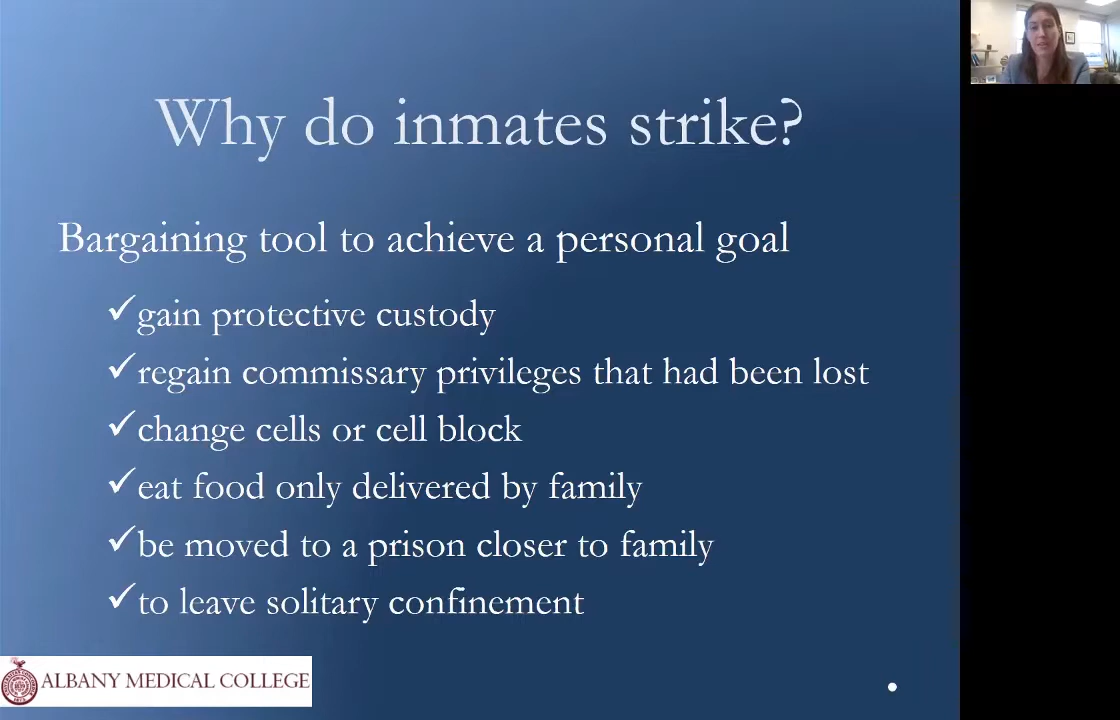 Why do inmates strike?
Bargaining tool to achieve a personal goal
✓gain protective custody
✓regain commissary privileges that had been lost
✓change cells or cell block
✓eat food only delivered by family
✓be moved to a prison closer to family
✓to leave solitary confinement
ALBANY MEDICAL COLLEGE